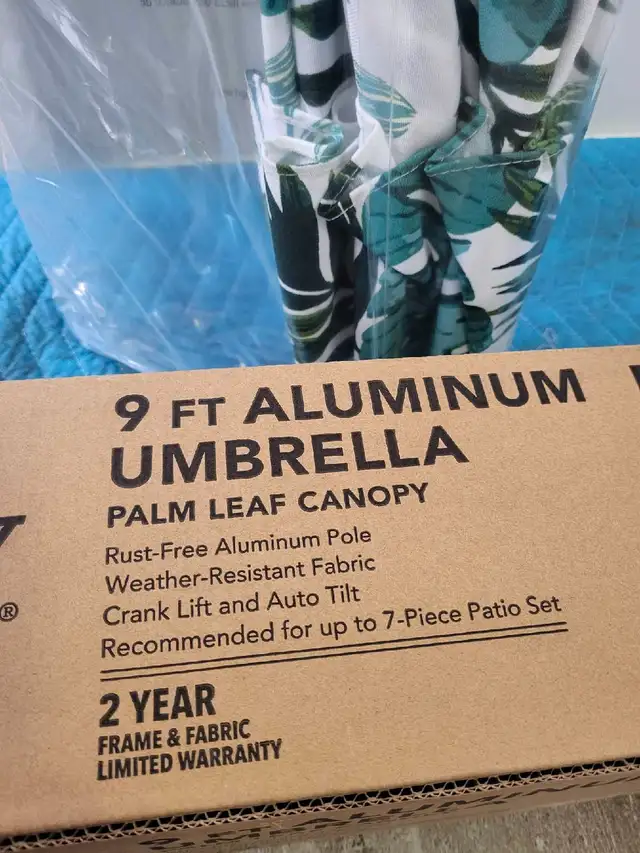 9 FT ALUMINUM
UMBRELLA
PALM LEAF CANOPY
Rust-Free Aluminum Pole
Weather-Resistant Fabric
Crank Lift and Auto Tilt
Recommended for up to 7-Piece Patio Set
2 YEAR
FRAME & FABRIC
LIMITED WARRANTY
®